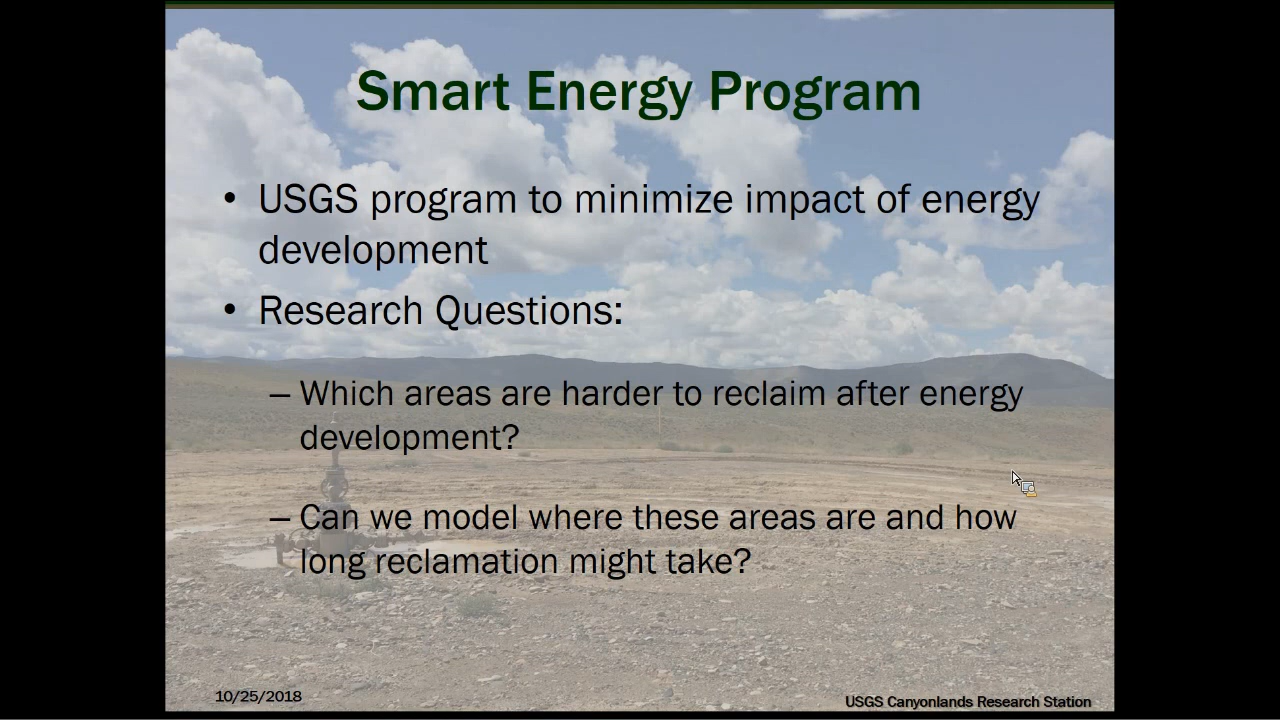 Smart Energy Program
• USGS program to minimize impact of energy
development
• Research Questions:
– Which areas are harder to reclaim after energy
development?
– Can we model where these areas are and how
long reclamation might take?
10/25/2018
USGS Canyonlands Research Station